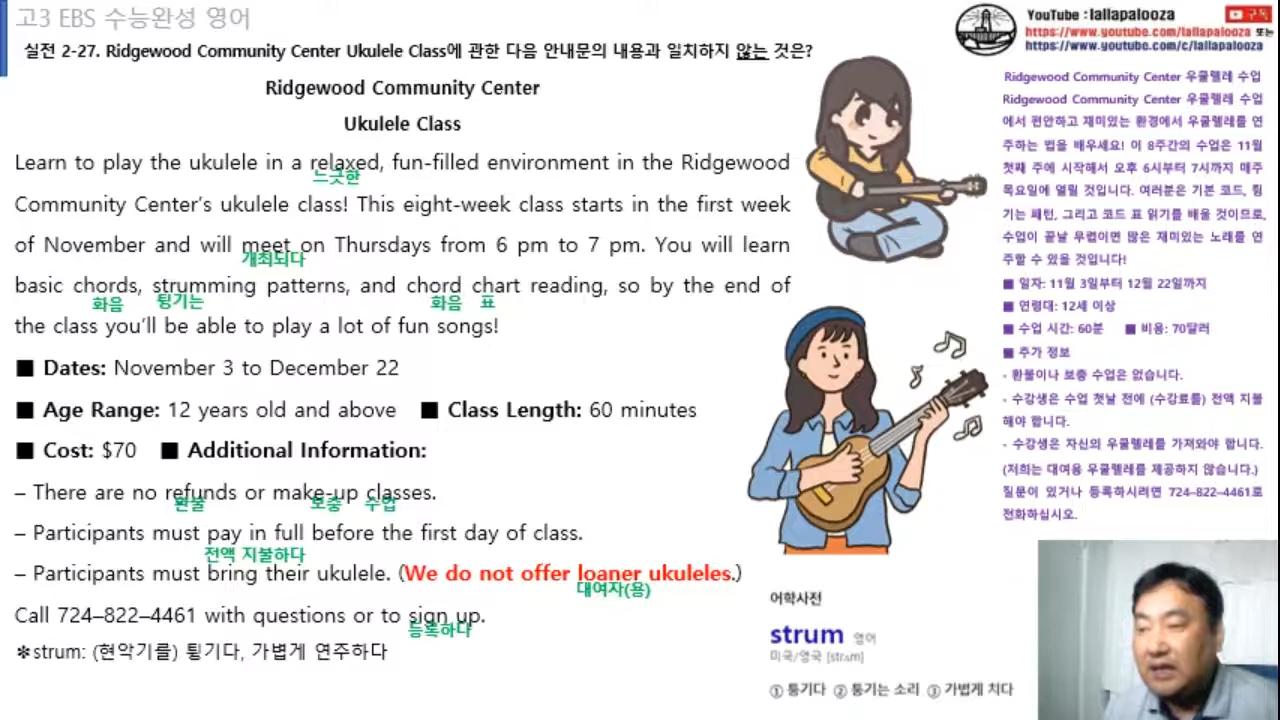 고3 EBS 수능완성 영어
실전 2-27. Ridgewood Community Center Ukulele Class에 관한 다음 안내문의 내용과 일치하지 않는 것은?
Ridgewood Community Center
Ukulele Class
Learn to play the ukulele in a relaxed, fun-filled environment in the Ridgewood
느긋한
Community Center's ukulele class! This eight-week class starts in the first week
of November and will meet on Thursdays from 6 pm to 7 pm. You will learn
개최되다
basic chords, strumming patterns, and chord chart reading, so by the end of
화음 튕기는 화음 표
the class you'll be able to play a lot of fun songs!
■ Dates: November 3 to December 22
■ Age Range: 12 years old and above ■ Class Length: 60 minutes
■ Cost: $70 ■ Additional Information:
– There are no refunds or make-up classes.
환불 보충 수업
– Participants must pay in full before the first day of class.
전액 지불하다
– Participants must bring their ukulele. (We do not offer loaner ukuleles.)
대여자(용)
Call 724–822–4461 with questions or to sign up.
등록하다
*strum: (현악기를) 튕기다, 가볍게 연주하다
YouTube : lallapalooza
구독
https://www.youtube.com/lallapalooza 또는
https://www.youtube.com/c/lallapalooza
Ridgewood Community Center 우쿨렐레 수업
Ridgewood Community Center 우쿨렐레 수업
에서 편안하고 재미있는 환경에서 우쿨렐레를 연
주하는 법을 배우세요! 이 8주간의 수업은 11월
첫째 주에 시작해서 오후 6시부터 7시까지 매주
목요일에 열릴 것입니다. 여러분은 기본 코드, 튕
기는 패턴, 그리고 코드 표 읽기를 배울 것이므로,
수업이 끝날 무렵이면 많은 재미있는 노래를 연
주할 수 있을 것입니다!
■ 일자: 11월 3일부터 12월 22일까지
■ 연령대: 12세 이상
■ 수업 시간: 60분 ■ 비용: 70달러
■ 추가 정보
- 환불이나 보충 수업은 없습니다.
- 수강생은 수업 첫날 전에 (수강료를) 전액 지불
해야 합니다.
- 수강생은 자신의 우쿨렐레를 가져와야 합니다.
(저희는 대여용 우쿨렐레를 제공하지 않습니다.)
질문이 있거나 등록하시려면 724–822–4461로
전화하십시오.
어학사전
strum 영어
미국/영국 [strʌm]
① 퉁기다 ② 퉁기는 소리 ③ 가볍게 치다